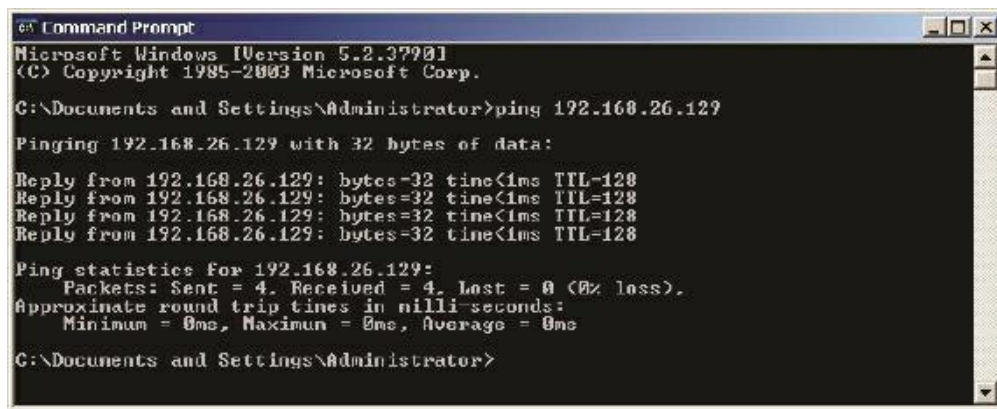 Command Prompt
Microsoft Windows [Version 5.2.3790]
(C) Copyright 1985-2003 Microsoft Corp.
C:\Documents and Settings\Administrator>ping 192.168.26.129
Pinging 192.168.26.129 with 32 bytes of data:
Reply from 192.168.26.129: bytes=32 time<1ms TTL=128
Reply from 192.168.26.129: bytes=32 time<1ms TTL=128
Reply from 192.168.26.129: bytes=32 time<1ms TTL=128
Reply from 192.168.26.129: bytes=32 time<1ms TTL=128
Ping statistics for 192.168.26.129:
Packets: Sent = 4, Received = 4, Lost = 0 (0% loss),
Approximate round trip times in milli-seconds:
Minimum = 0ms, Maximum = 0ms, Average = 0ms
C:\Documents and Settings\Administrator>